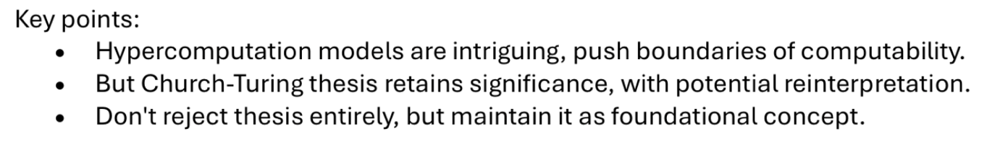 Key points:
• Hypercomputation models are intriguing, push boundaries of computability.
• But Church-Turing thesis retains significance, with potential reinterpretation.
• Don't reject thesis entirely, but maintain it as foundational concept.